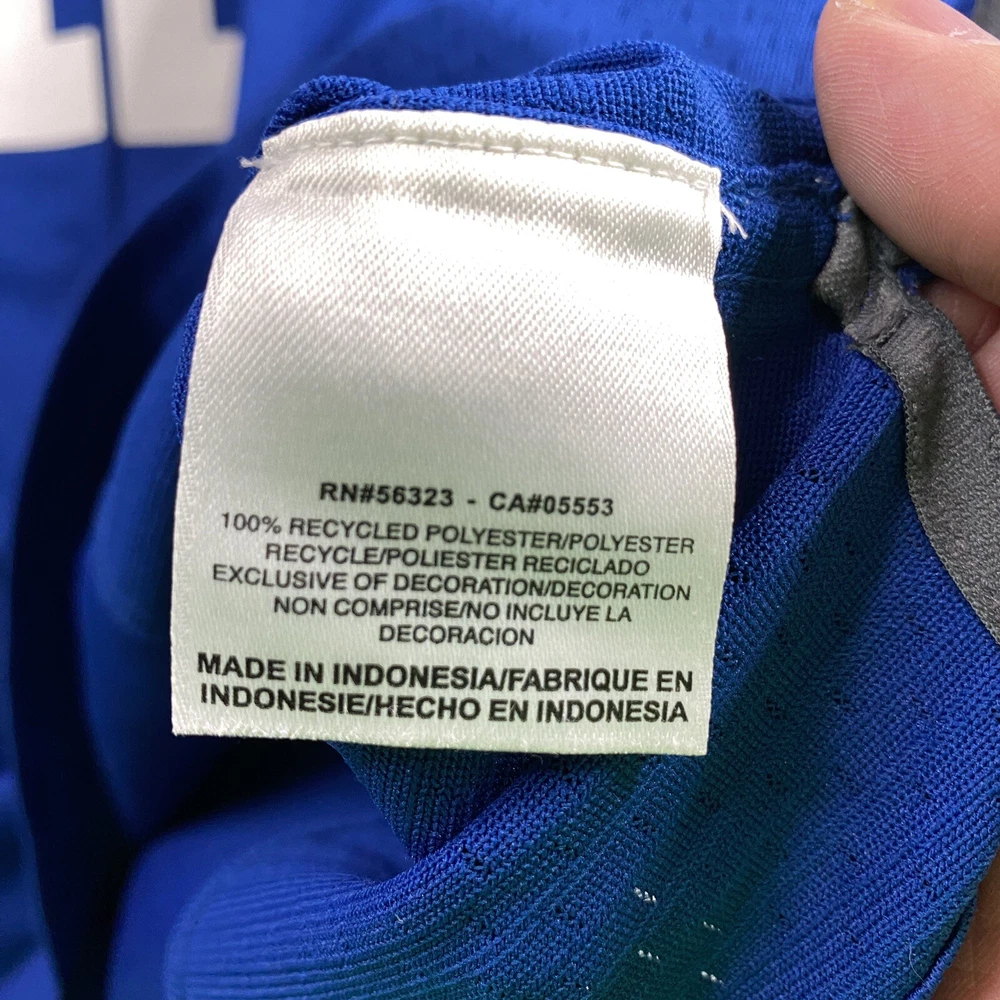 RN#56323 - CA#05553
100% RECYCLED POLYESTER/POLYESTER
RECYCLE/POLIESTER RECICLADO
EXCLUSIVE OF DECORATION/DECORATION
NON COMPRISE/NO INCLUYE LA
DECORACION
MADE IN INDONESIA/FABRIQUE EN
INDONESIE/HECHO EN INDONESIA